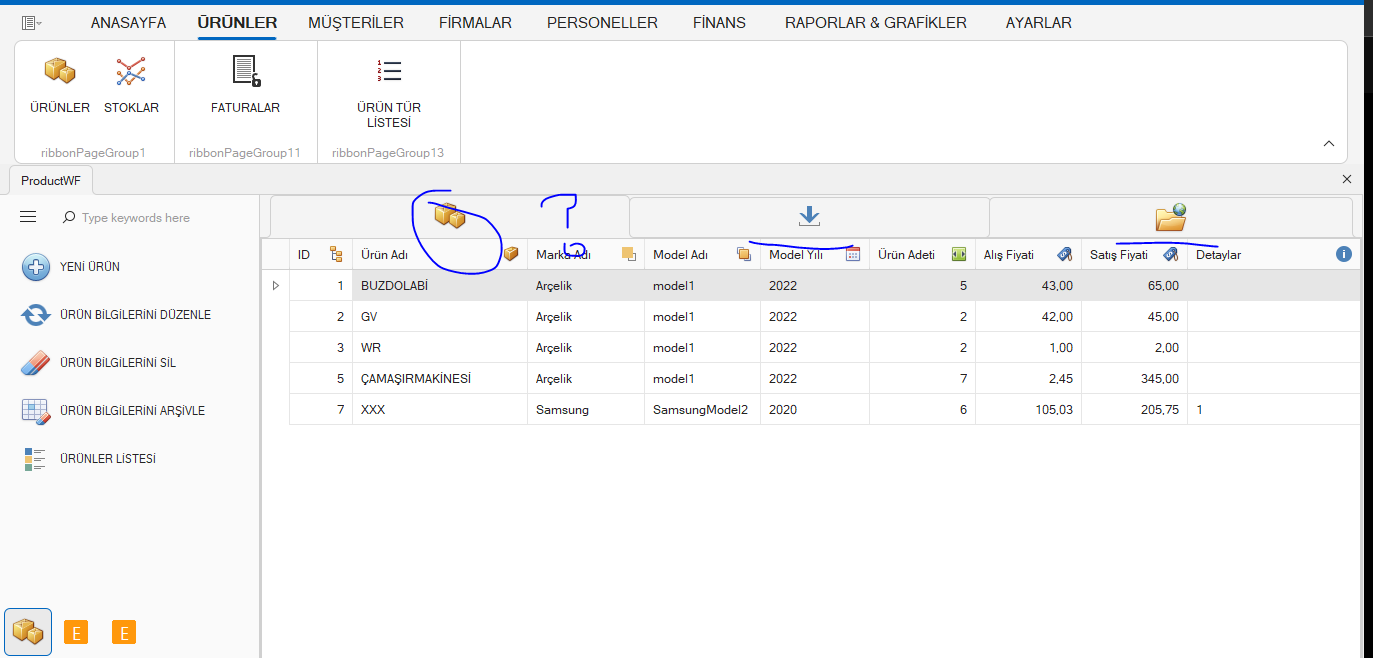 ANASAYFA ÜRÜNLER MÜŞTERİLER FİRMALAR PERSONELLER FİNANS RAPORLAR & GRAFİKLER AYARLAR
ÜRÜNLER STOKLAR FATURALAR ÜRÜN TÜR
LİSTESİ
ribbonPageGroup1 ribbonPageGroup11 ribbonPageGroup13
ProductWF
Type keywords here
YENİ ÜRÜN
ÜRÜN BİLGİLERİNİ DÜZENLE
ÜRÜN BİLGİLERİNİ SİL
ÜRÜN BİLGİLERİNİ ARŞİVLE
ÜRÜNLER LİSTESİ
E E
?
ID Ürün Adı Marka Adı Model Adı Model Yılı Ürün Adeti Alış Fiyati Satış Fiyati Detaylar
1 BUZDOLABİ Arçelik model1 2022 5 43,00 65,00
2 GV Arçelik model1 2022 2 42,00 45,00
3 WR Arçelik model1 2022 2 1,00 2,00
5 ÇAMAŞIRMAKİNESİ Arçelik model1 2022 7 2,45 345,00
7 XXX Samsung SamsungModel2 2020 6 105,03 205,75 1